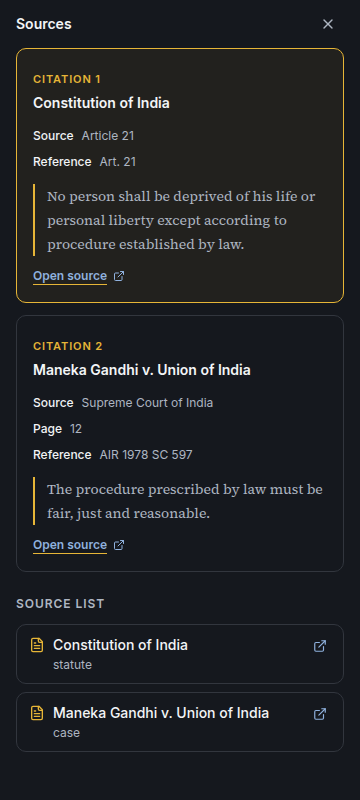 Sources
CITATION 1
Constitution of India
Source Article 21
Reference Art. 21
No person shall be deprived of his life or
personal liberty except according to
procedure established by law.
Open source
CITATION 2
Maneka Gandhi v. Union of India
Source Supreme Court of India
Page 12
Reference AIR 1978 SC 597
The procedure prescribed by law must be
fair, just and reasonable.
Open source
SOURCE LIST
Constitution of India
statute
Maneka Gandhi v. Union of India
case